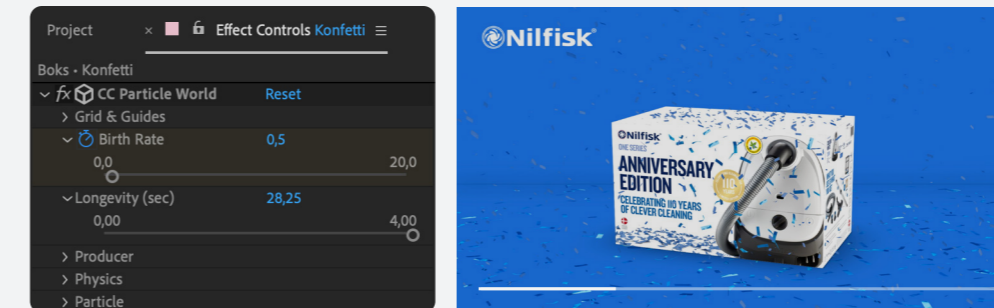 Project
× Effect Controls Konfetti ≡
Boks • Konfetti
fx CC Particle World Reset
Grid & Guides
Birth Rate 0,5
0,0 20,0
Longevity (sec) 28,25
0,00 4,00
Producer
Physics
Particle
Nilfisk
Nilfisk
ONE SERIES
ANNIVERSARY
EDITION
CELEBRATING 110 YEARS
OF CLEVER CLEANING
110